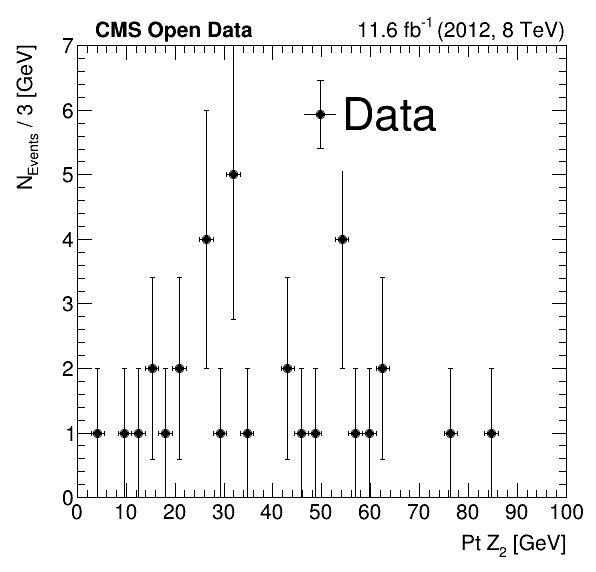 CMS Open Data 11.6 fb⁻¹ (2012, 8 TeV)
N_Events / 3 [GeV]
7
6
5
4
3
2
1
0
Data
0 10 20 30 40 50 60 70 80 90 100
Pt Z₂ [GeV]